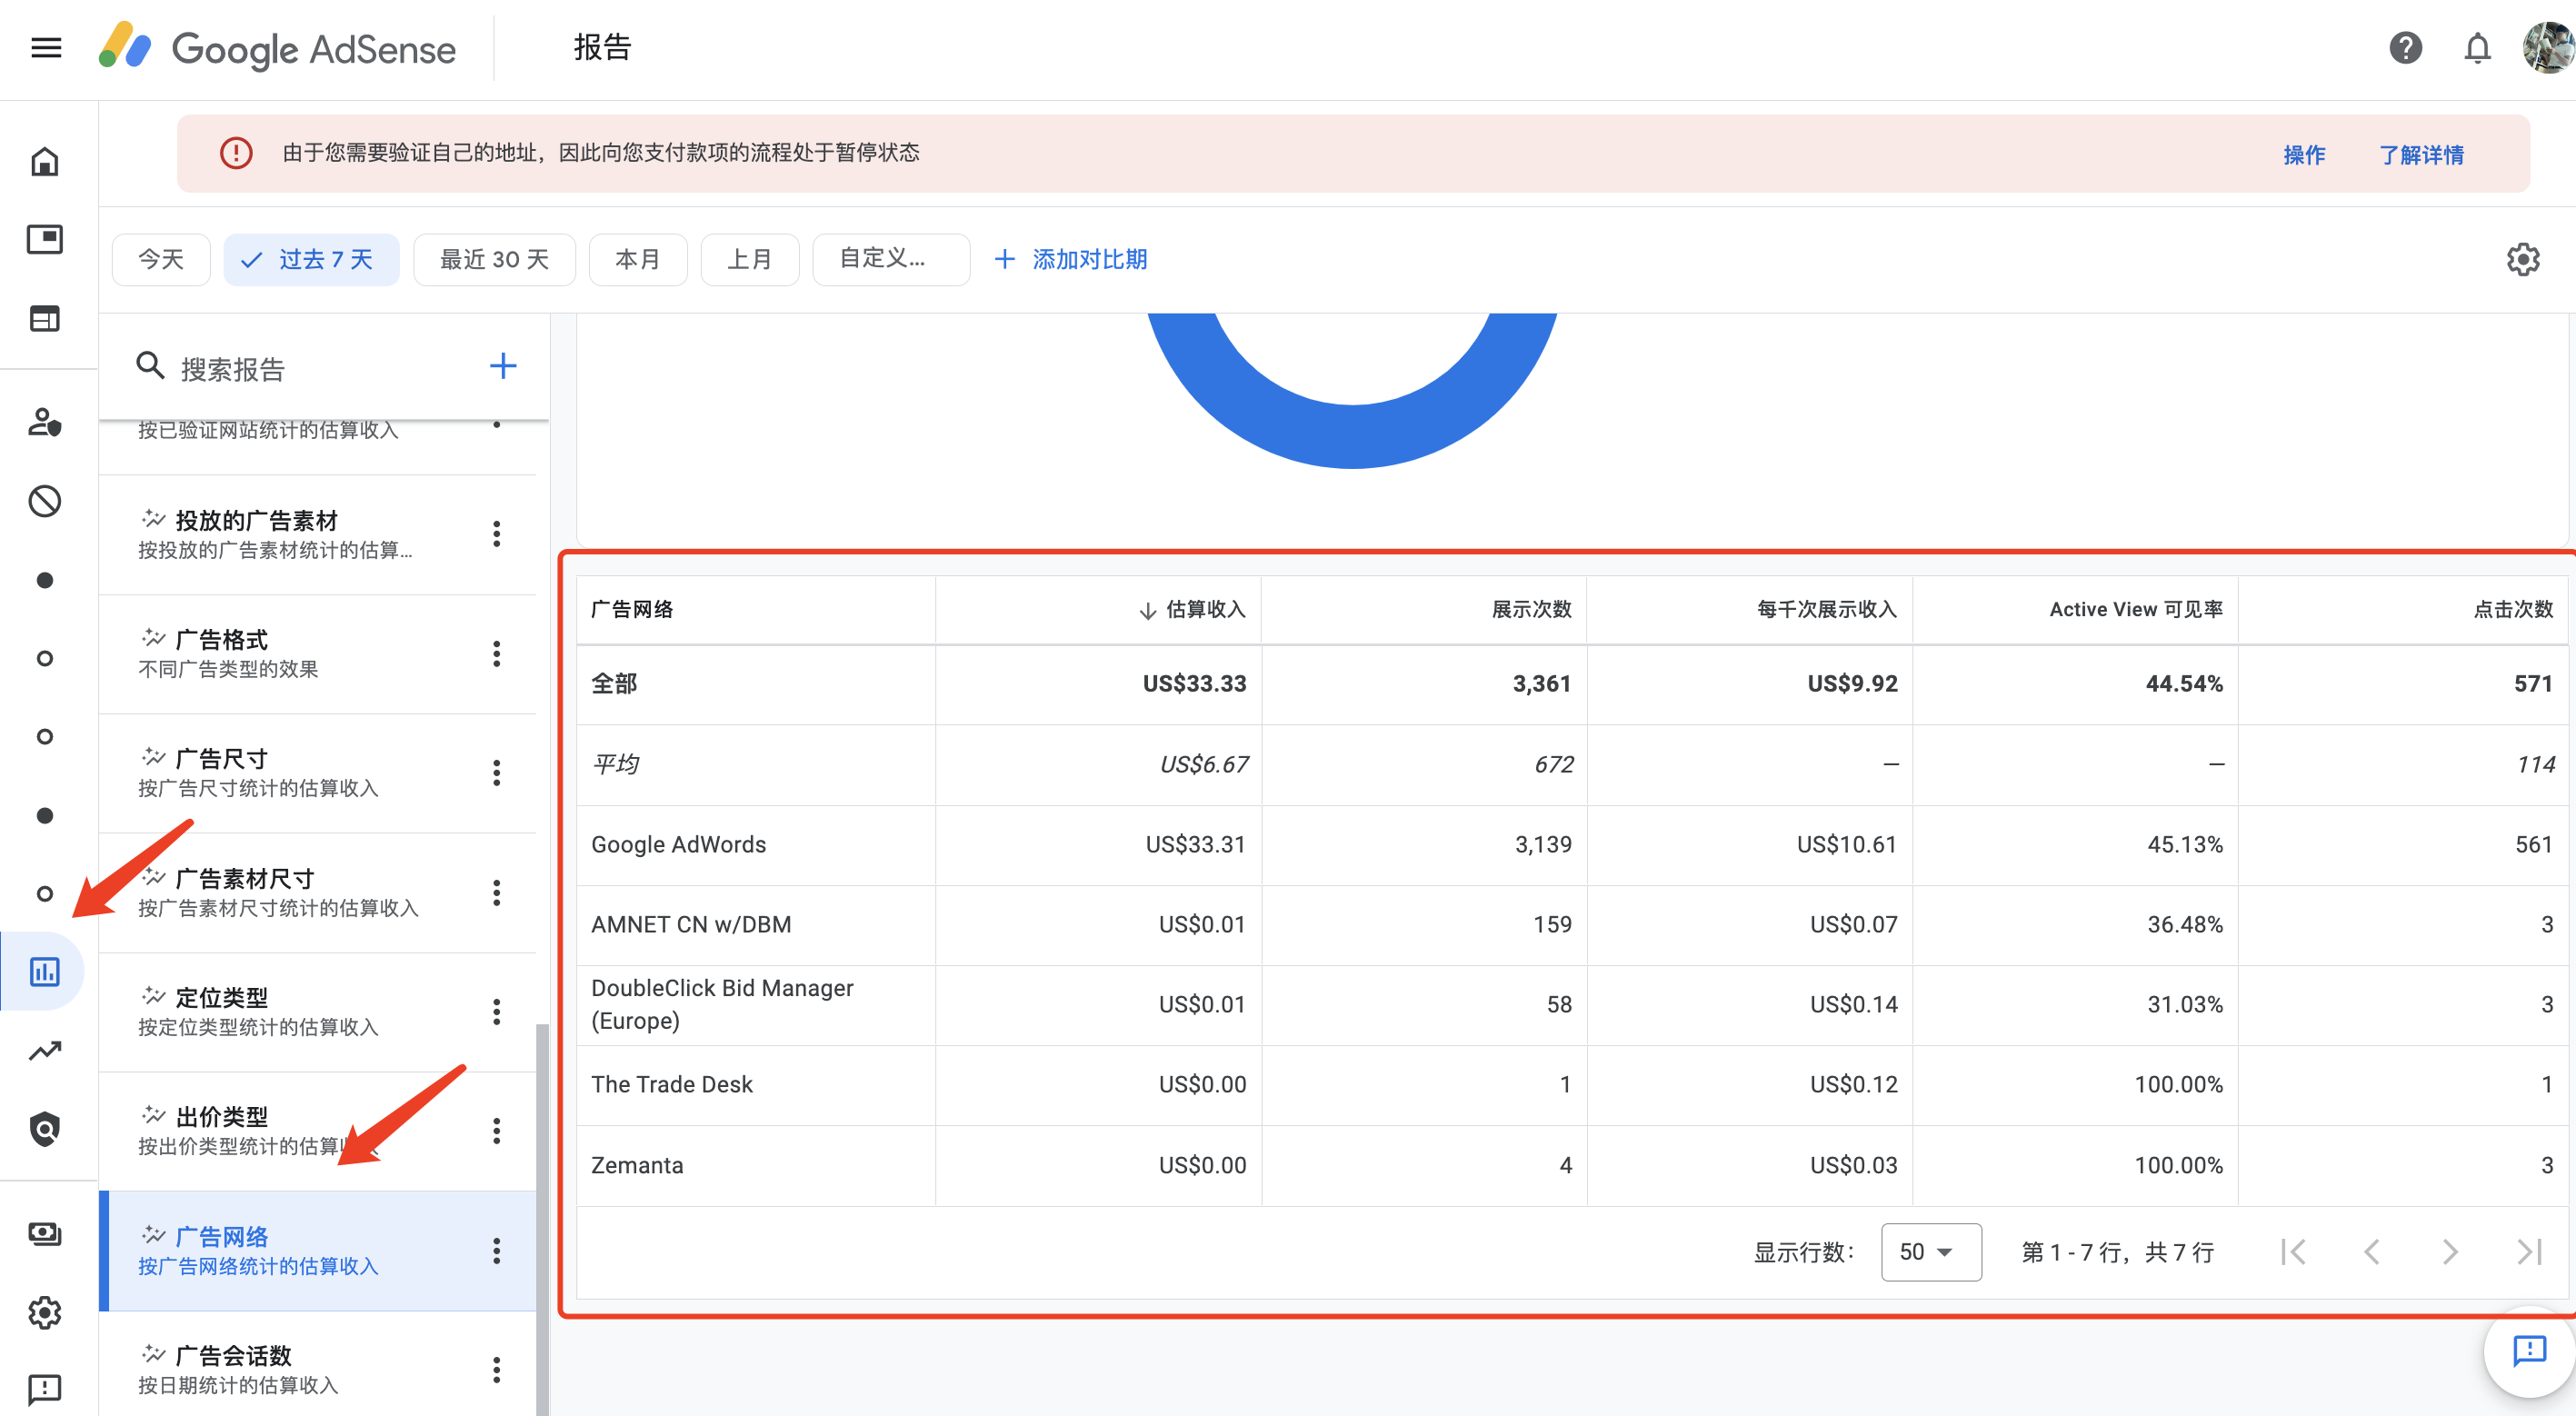 Google AdSense
报告
由于您需要验证自己的地址，因此向您支付款项的流程处于暂停状态
操作
了解详情
今天
过去 7 天
最近 30 天
本月
上月
自定义...
添加对比期
搜索报告
按已验证网站统计的估算收入
投放的广告素材
按投放的广告素材统计的估算...
广告格式
不同广告类型的效果
广告尺寸
按广告尺寸统计的估算收入
广告素材尺寸
按广告素材尺寸统计的估算收入
定位类型
按定位类型统计的估算收入
出价类型
按出价类型统计的估算
广告网络
按广告网络统计的估算收入
广告会话数
按日期统计的估算收入
广告网络 估算收入 展示次数 每千次展示收入 Active View 可见率 点击次数
全部 US$33.33 3,361 US$9.92 44.54% 571
平均 US$6.67 672 — — 114
Google AdWords US$33.31 3,139 US$10.61 45.13% 561
AMNET CN w/DBM US$0.01 159 US$0.07 36.48% 3
DoubleClick Bid Manager
(Europe) US$0.01 58 US$0.14 31.03% 3
The Trade Desk US$0.00 1 US$0.12 100.00% 1
Zemanta US$0.00 4 US$0.03 100.00% 3
显示行数： 50 第 1 - 7 行，共 7 行